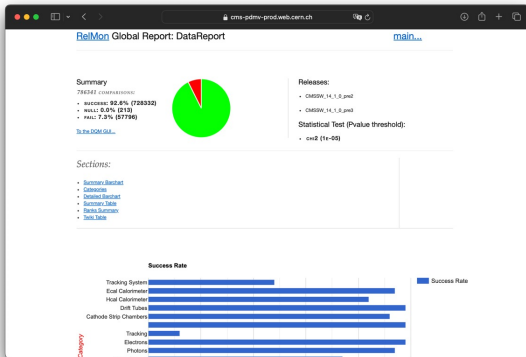 cms-pdmv-prod.web.cern.ch
RelMon Global Report: DataReport
main...
Summary
786341 COMPARISONS:
• SUCCESS: 92.6% (728332)
• NULL: 0.0% (213)
• FAIL: 7.3% (57796)
To the DQM GUI...
Releases:
• CMSSW_14_1_0_pre2
• CMSSW_14_1_0_pre3
Statistical Test (Pvalue threshold):
• CHI2 (1e-05)
Sections:
• Summary Barchart
• Categories
• Detailed Barchart
• Summary Table
• Ranks Summary
• Twiki Table
Success Rate
Success Rate
Tracking System
Ecal Calorimeter
Hcal Calorimeter
Drift Tubes
Cathode Strip Chambers
Tracking
Electrons
Photons
Category